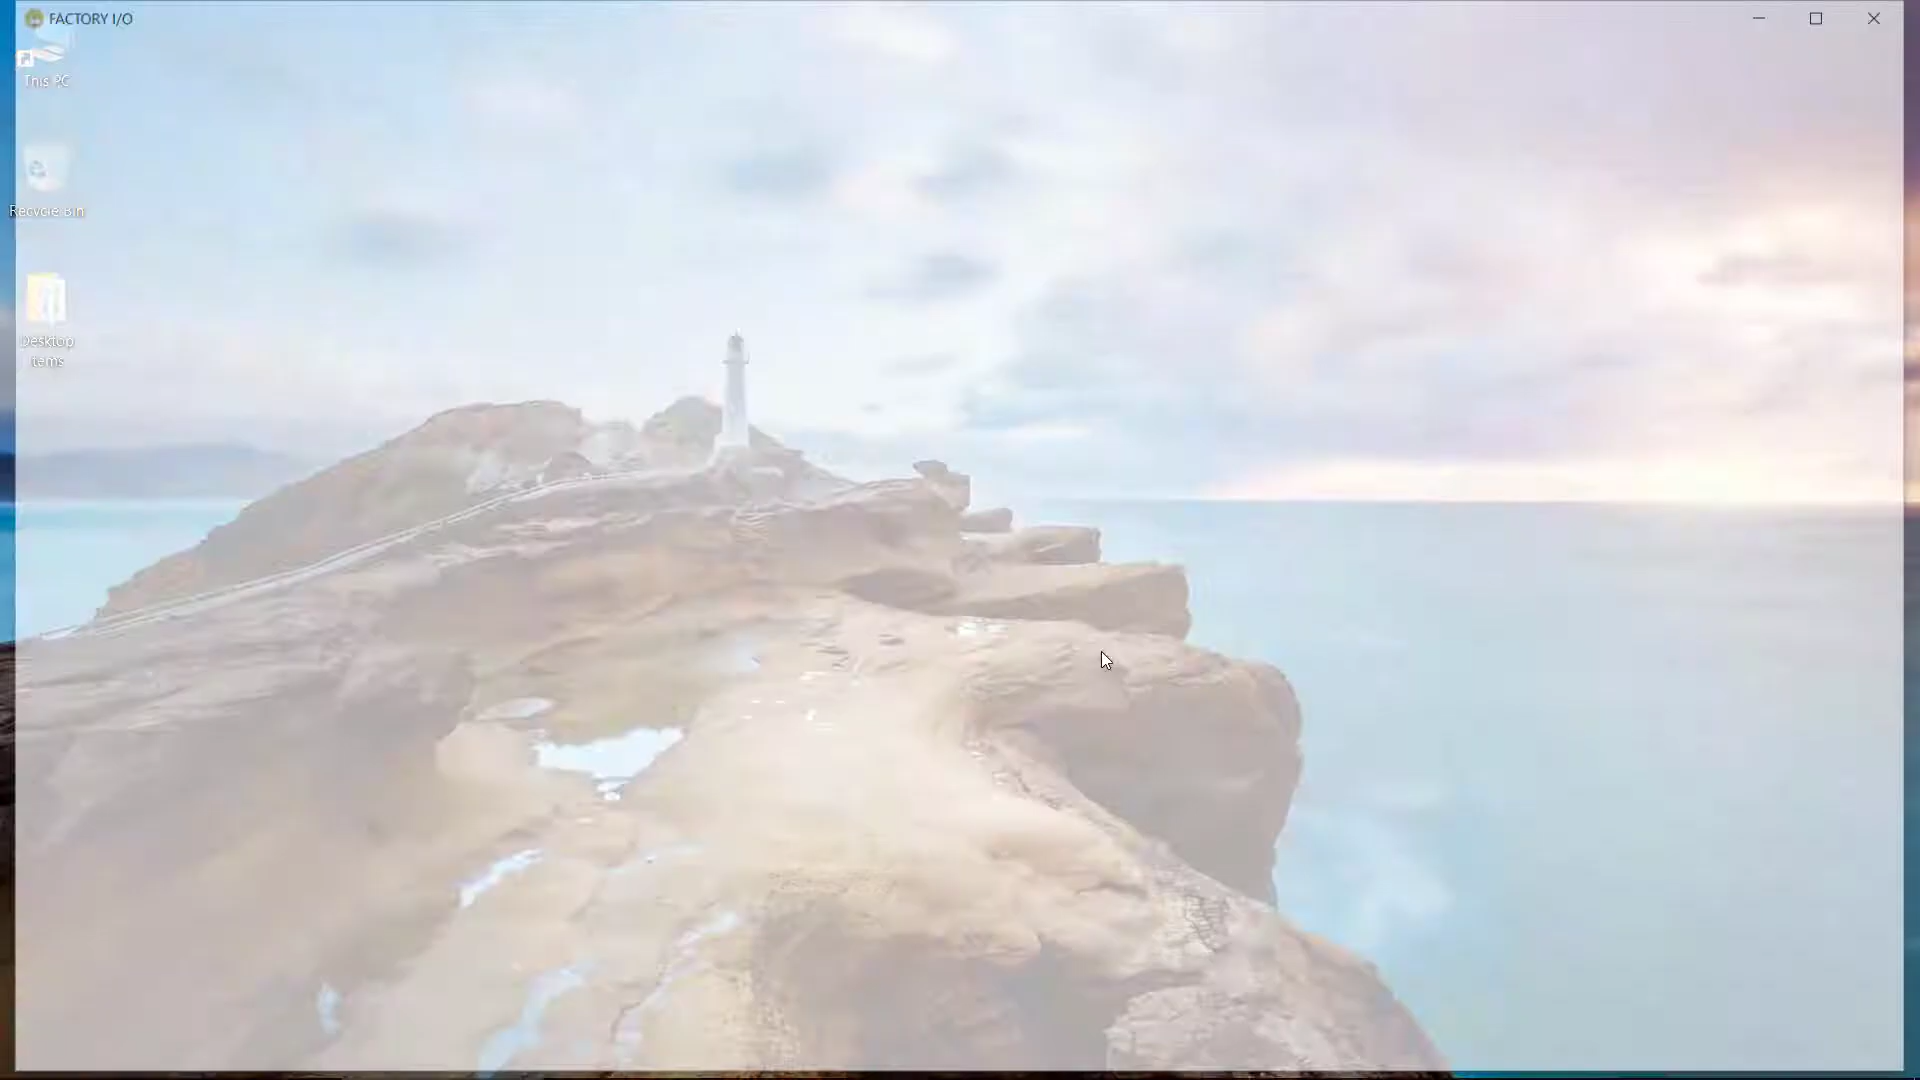 FACTORY I/O
This PC
Recycle Bin
Desktop
items